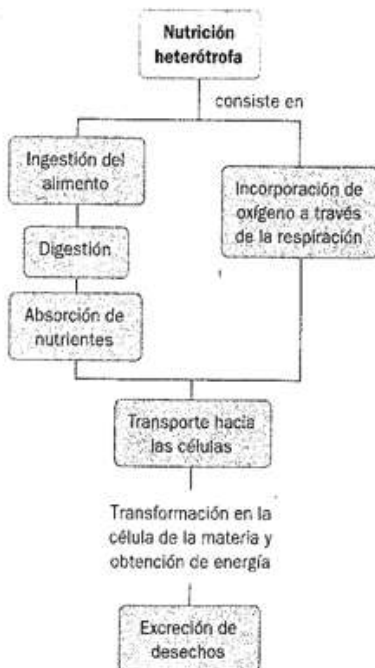 Nutrición
heterótrofa
consiste en
Ingestión del
alimento
Digestión
Absorción de
nutrientes
Incorporación de
oxígeno a través
de la respiración
Transporte hacia
las células
Transformación en la
célula de la materia y
obtención de energía
Excreción de
desechos